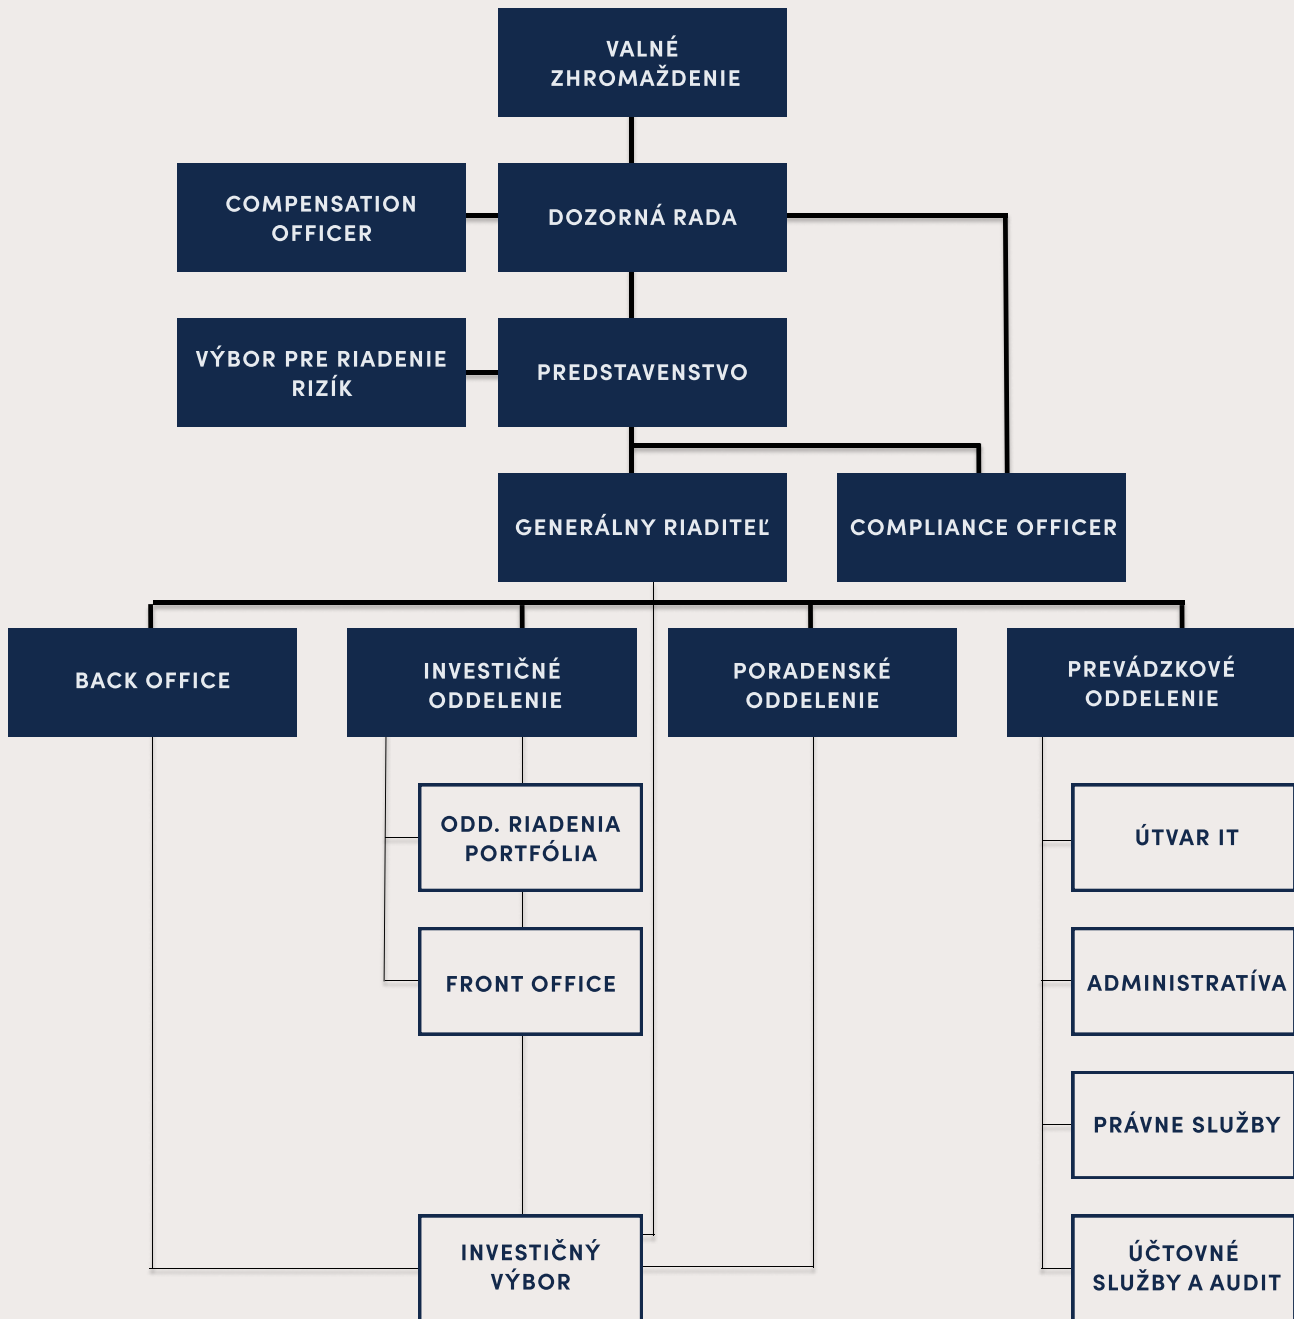 VALNÉ
ZHROMAŽDENIE
COMPENSATION
OFFICER
DOZORNÁ RADA
VÝBOR PRE RIADENIE
RIZÍK
PREDSTAVENSTVO
GENERÁLNY RIADITEĽ
COMPLIANCE OFFICER
BACK OFFICE
INVESTIČNÉ
ODDELENIE
PORADENSKÉ
ODDELENIE
PREVÁDZKOVÉ
ODDELENIE
ODD. RIADENIA
PORTFÓLIA
ÚTVAR IT
FRONT OFFICE
ADMINISTRATÍVA
PRÁVNE SLUŽBY
INVESTIČNÝ
VÝBOR
ÚČTOVNÉ
SLUŽBY A AUDIT